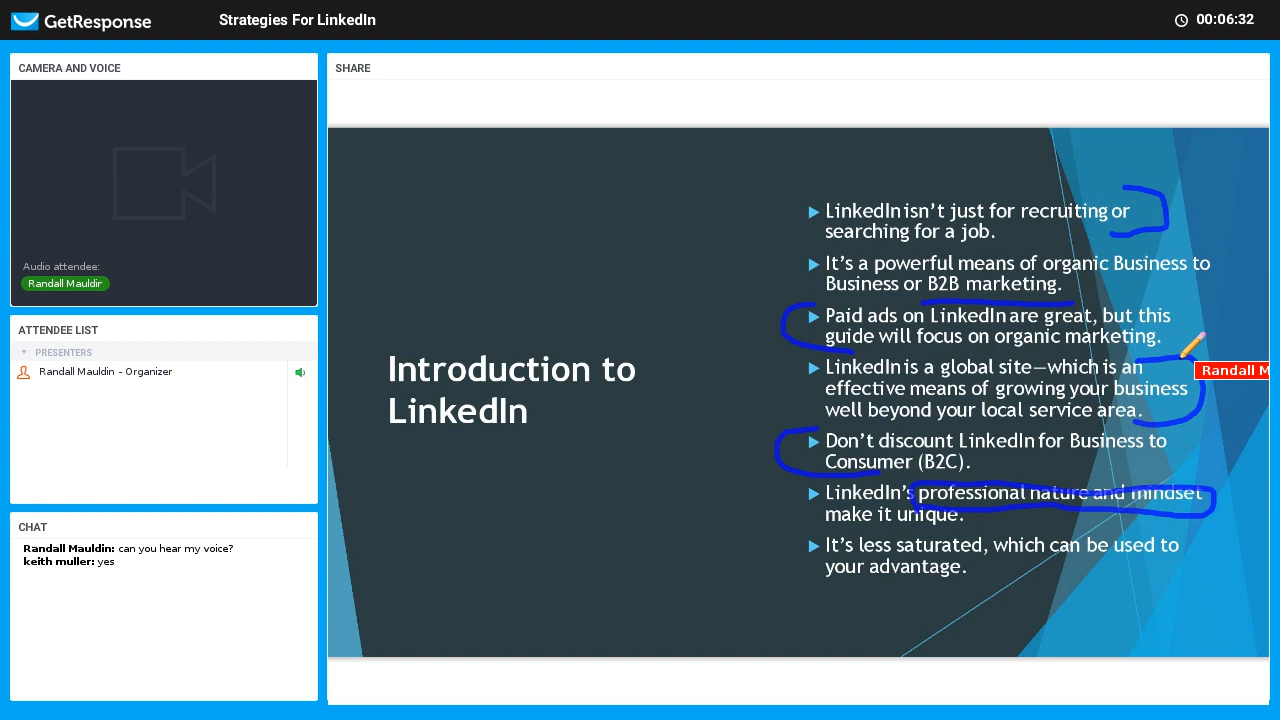 GetResponse
Strategies For LinkedIn
00:06:32
CAMERA AND VOICE
Audio attendee:
Randall Mauldin
ATTENDEE LIST
PRESENTERS
Randall Mauldin - Organizer
CHAT
Randall Mauldin: can you hear my voice?
keith muller: yes
SHARE
Introduction to
LinkedIn
LinkedIn isn't just for recruiting or
searching for a job.
It's a powerful means of organic Business to
Business or B2B marketing.
Paid ads on LinkedIn are great, but this
guide will focus on organic marketing.
LinkedIn is a global site—which is an
effective means of growing your business
well beyond your local service area.
Don't discount LinkedIn for Business to
Consumer (B2C).
LinkedIn's professional nature and mindset
make it unique.
It's less saturated, which can be used to
your advantage.
Randall M